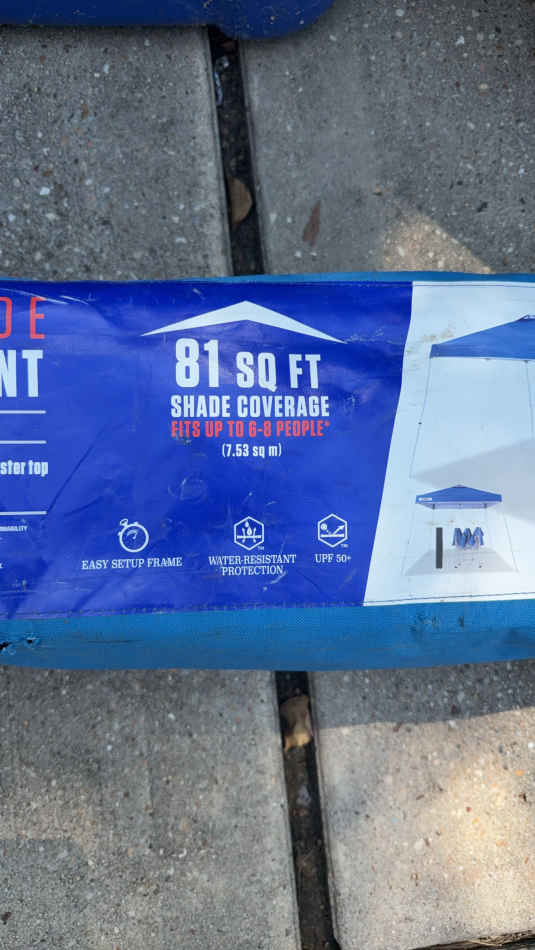 DE
NT
ster top
81 SQ FT
SHADE COVERAGE
FITS UP TO 6-8 PEOPLE*
(7.53 sq m)
EASY SETUP FRAME
WATER-RESISTANT
PROTECTION
UPF 50+